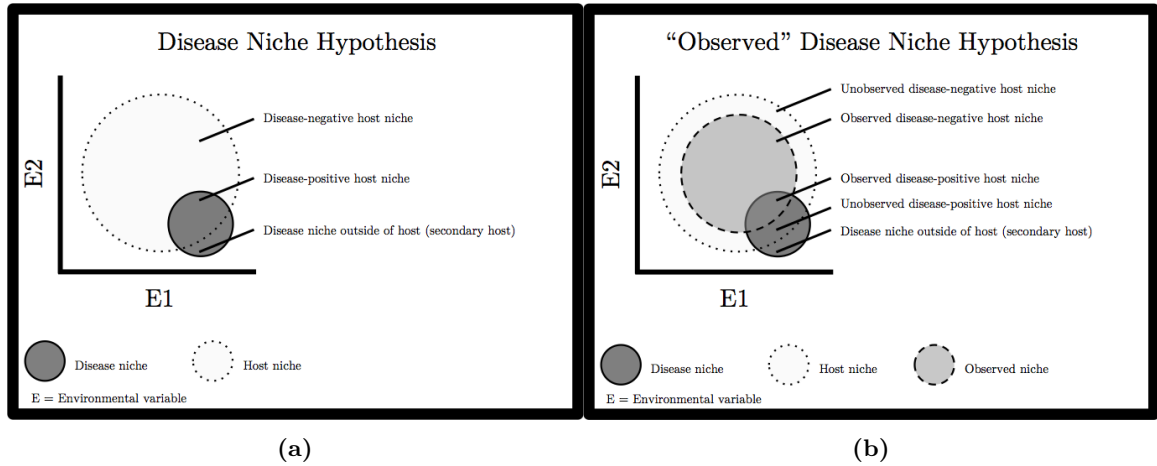 Disease Niche Hypothesis
E2
Disease-negative host niche
Disease-positive host niche
Disease niche outside of host (secondary host)
E1
Disease niche
Host niche
E = Environmental variable
(a)
“Observed” Disease Niche Hypothesis
E2
Unobserved disease-negative host niche
Observed disease-negative host niche
Observed disease-positive host niche
Unobserved disease-positive host niche
Disease niche outside of host (secondary host)
E1
Disease niche
Host niche
Observed niche
E = Environmental variable
(b)